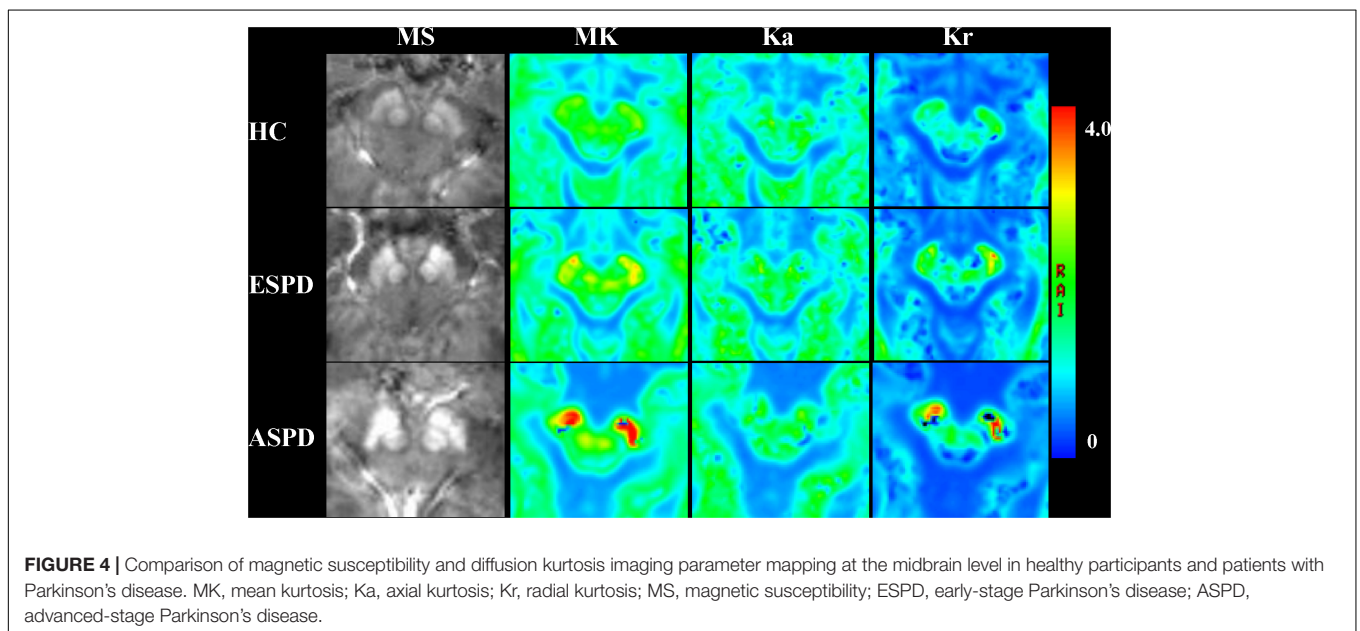 MS MK Ka Kr
HC
4.0
ESPD
R
A
I
ASPD
0
FIGURE 4 | Comparison of magnetic susceptibility and diffusion kurtosis imaging parameter mapping at the midbrain level in healthy participants and patients with
Parkinson's disease. MK, mean kurtosis; Ka, axial kurtosis; Kr, radial kurtosis; MS, magnetic susceptibility; ESPD, early-stage Parkinson's disease; ASPD,
advanced-stage Parkinson's disease.